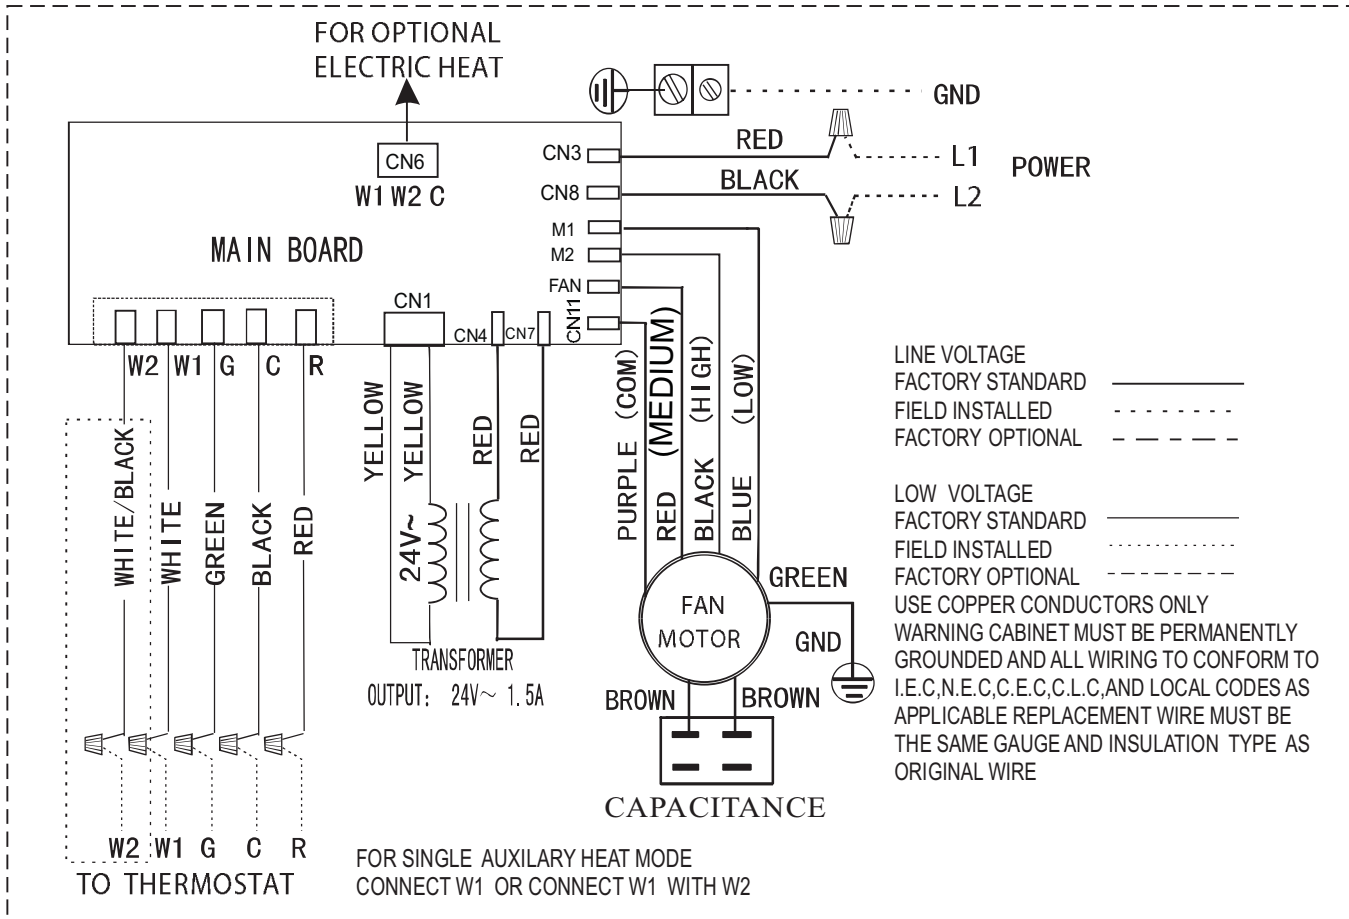 FOR OPTIONAL
ELECTRIC HEAT
GND
CN6
W1 W2 C
CN3
RED
L1
POWER
CN8
BLACK
L2
M1
M2
FAN
CN11
MAIN BOARD
CN1
CN4
CN7
W2 W1 G C R
WHITE/BLACK
WHITE
GREEN
BLACK
RED
YELLOW
YELLOW
RED
RED
24V~
TRANSFORMER
OUTPUT: 24V~ 1.5A
PURPLE (COM)
RED (MEDIUM)
BLACK (HIGH)
BLUE (LOW)
FAN
MOTOR
GREEN
GND
BROWN
BROWN
CAPACITANCE
W2 W1 G C R
TO THERMOSTAT
FOR SINGLE AUXILARY HEAT MODE
CONNECT W1 OR CONNECT W1 WITH W2
LINE VOLTAGE
FACTORY STANDARD
FIELD INSTALLED
FACTORY OPTIONAL
LOW VOLTAGE
FACTORY STANDARD
FIELD INSTALLED
FACTORY OPTIONAL
USE COPPER CONDUCTORS ONLY
WARNING CABINET MUST BE PERMANENTLY
GROUNDED AND ALL WIRING TO CONFORM TO
I.E.C,N.E.C,C.E.C,C.L.C,AND LOCAL CODES AS
APPLICABLE REPLACEMENT WIRE MUST BE
THE SAME GAUGE AND INSULATION TYPE AS
ORIGINAL WIRE